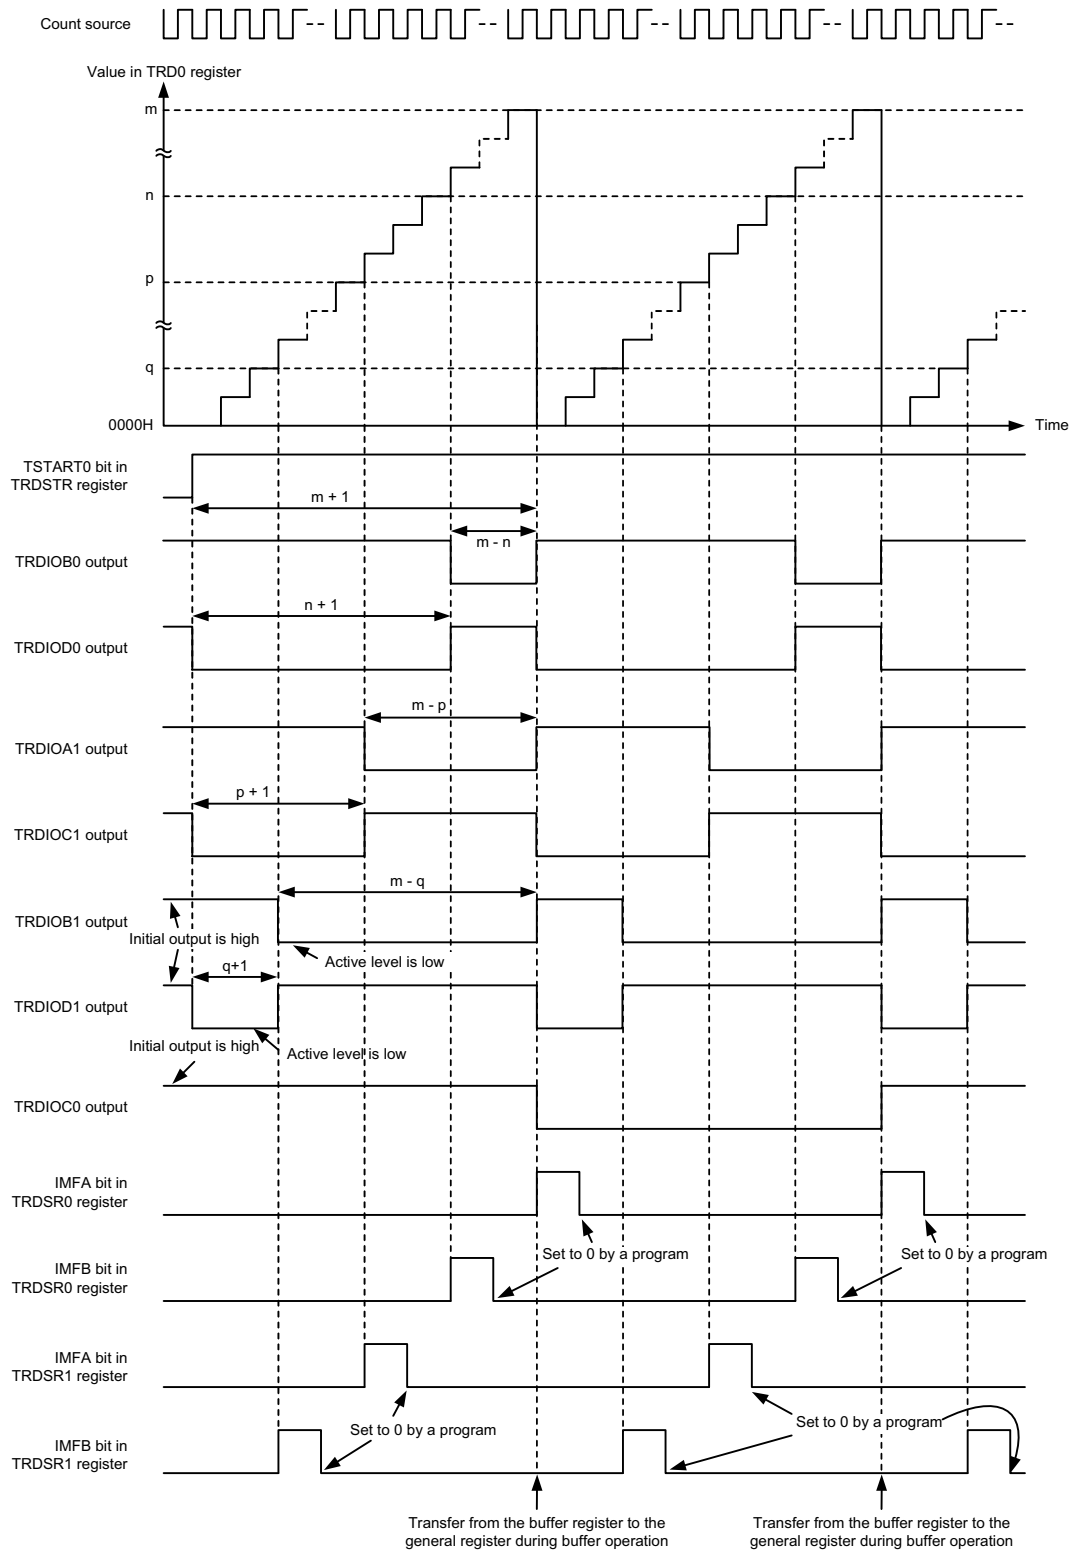 Count source
Value in TRD0 register
m
n
p
q
0000H
Time
TSTART0 bit in
TRDSTR register
m + 1
m - n
TRDIOB0 output
n + 1
TRDIOD0 output
m - p
TRDIOA1 output
p + 1
TRDIOC1 output
m - q
TRDIOB1 output
Initial output is high
Active level is low
q+1
TRDIOD1 output
Initial output is high
Active level is low
TRDIOC0 output
IMFA bit in
TRDSR0 register
Set to 0 by a program
Set to 0 by a program
IMFB bit in
TRDSR0 register
IMFA bit in
TRDSR1 register
Set to 0 by a program
Set to 0 by a program
IMFB bit in
TRDSR1 register
Transfer from the buffer register to the
general register during buffer operation
Transfer from the buffer register to the
general register during buffer operation